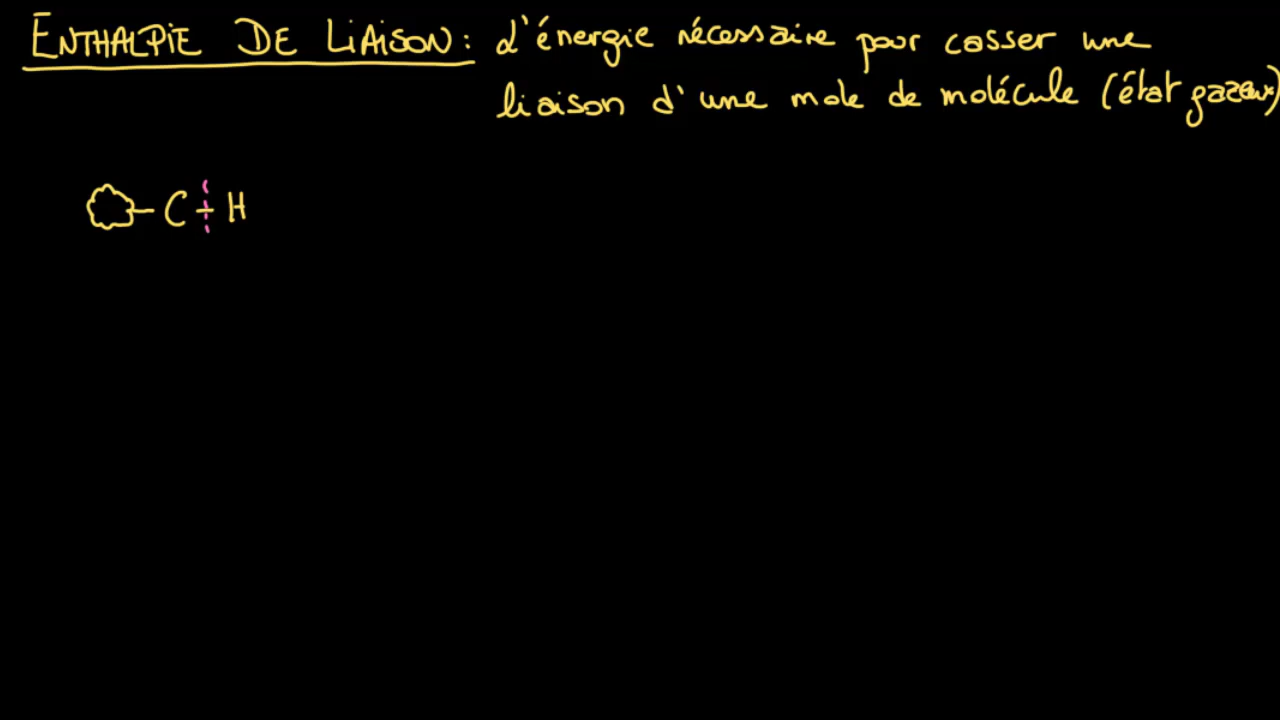 ENTHALPIE DE LIAISON: l'énergie nécessaire pour casser une
liaison d'une mole de molécule (état gazeux)
C H